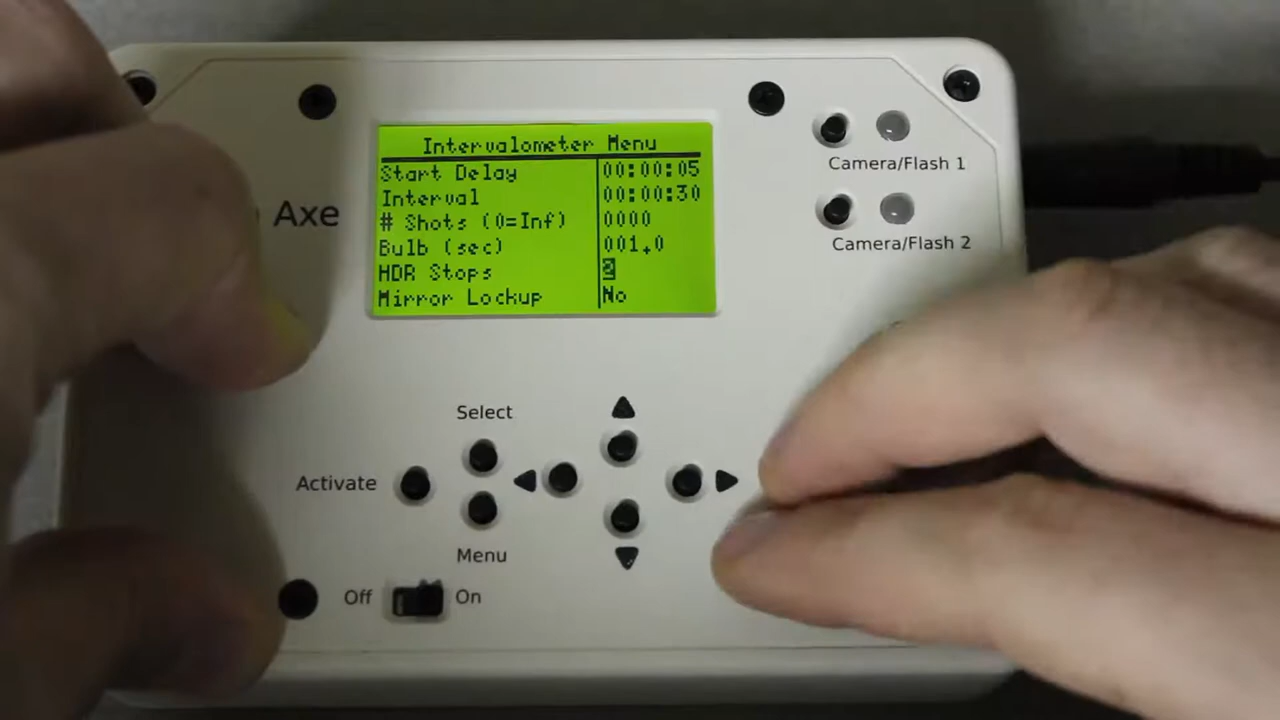 Intervalometer Menu
Start Delay 00:00:05
Interval 00:00:30
# Shots (0=Inf) 0000
Bulb (sec) 001.0
HDR Stops 2
Mirror Lockup No
Axe
Camera/Flash 1
Camera/Flash 2
Select
Activate
Menu
Off On